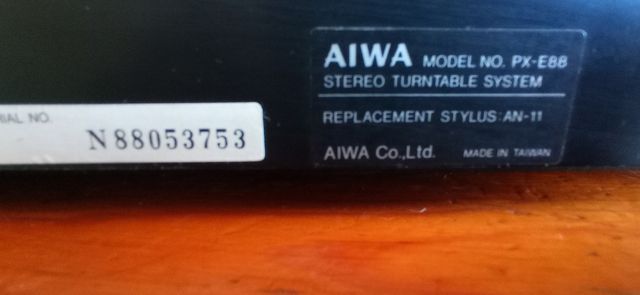 AIWA MODEL NO. PX-E88
STEREO TURNTABLE SYSTEM
REPLACEMENT STYLUS: AN-11
AIWA Co.,Ltd. MADE IN TAIWAN
RIAL NO.
N88053753